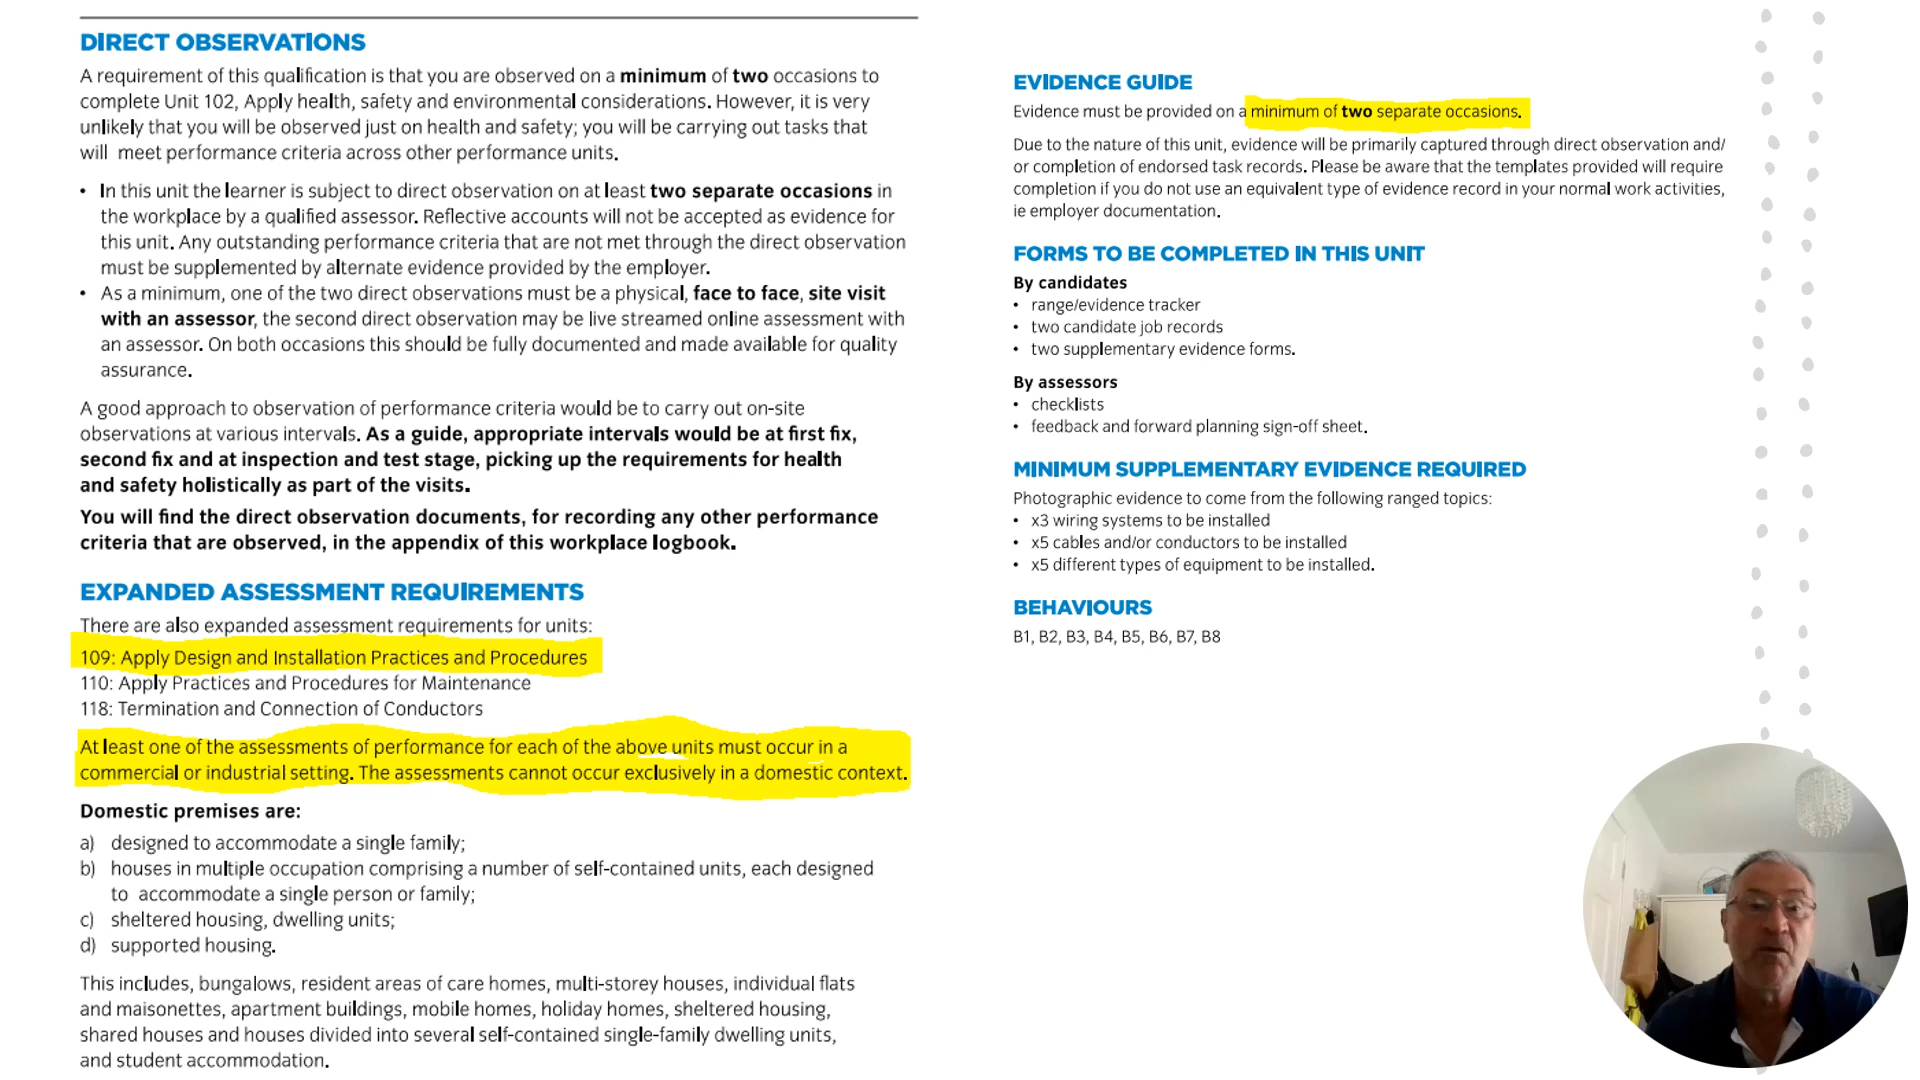 DIRECT OBSERVATIONS
A requirement of this qualification is that you are observed on a minimum of two occasions to
complete Unit 102, Apply health, safety and environmental considerations. However, it is very
unlikely that you will be observed just on health and safety; you will be carrying out tasks that
will meet performance criteria across other performance units.
• In this unit the learner is subject to direct observation on at least two separate occasions in
the workplace by a qualified assessor. Reflective accounts will not be accepted as evidence for
this unit. Any outstanding performance criteria that are not met through the direct observation
must be supplemented by alternate evidence provided by the employer.
• As a minimum, one of the two direct observations must be a physical, face to face, site visit
with an assessor, the second direct observation may be live streamed online assessment with
an assessor. On both occasions this should be fully documented and made available for quality
assurance.
A good approach to observation of performance criteria would be to carry out on-site
observations at various intervals. As a guide, appropriate intervals would be at first fix,
second fix and at inspection and test stage, picking up the requirements for health
and safety holistically as part of the visits.
You will find the direct observation documents, for recording any other performance
criteria that are observed, in the appendix of this workplace logbook.
EXPANDED ASSESSMENT REQUIREMENTS
There are also expanded assessment requirements for units:
109: Apply Design and Installation Practices and Procedures
110: Apply Practices and Procedures for Maintenance
118: Termination and Connection of Conductors
At least one of the assessments of performance for each of the above units must occur in a
commercial or industrial setting. The assessments cannot occur exclusively in a domestic context.
Domestic premises are:
a) designed to accommodate a single family;
b) houses in multiple occupation comprising a number of self-contained units, each designed
to accommodate a single person or family;
c) sheltered housing, dwelling units;
d) supported housing.
This includes, bungalows, resident areas of care homes, multi-storey houses, individual flats
and maisonettes, apartment buildings, mobile homes, holiday homes, sheltered housing,
shared houses and houses divided into several self-contained single-family dwelling units,
and student accommodation.
EVIDENCE GUIDE
Evidence must be provided on a minimum of two separate occasions.
Due to the nature of this unit, evidence will be primarily captured through direct observation and/
or completion of endorsed task records. Please be aware that the templates provided will require
completion if you do not use an equivalent type of evidence record in your normal work activities,
ie employer documentation.
FORMS TO BE COMPLETED IN THIS UNIT
By candidates
• range/evidence tracker
• two candidate job records
• two supplementary evidence forms.
By assessors
• checklists
• feedback and forward planning sign-off sheet.
MINIMUM SUPPLEMENTARY EVIDENCE REQUIRED
Photographic evidence to come from the following ranged topics:
• x3 wiring systems to be installed
• x5 cables and/or conductors to be installed
• x5 different types of equipment to be installed.
BEHAVIOURS
B1, B2, B3, B4, B5, B6, B7, B8